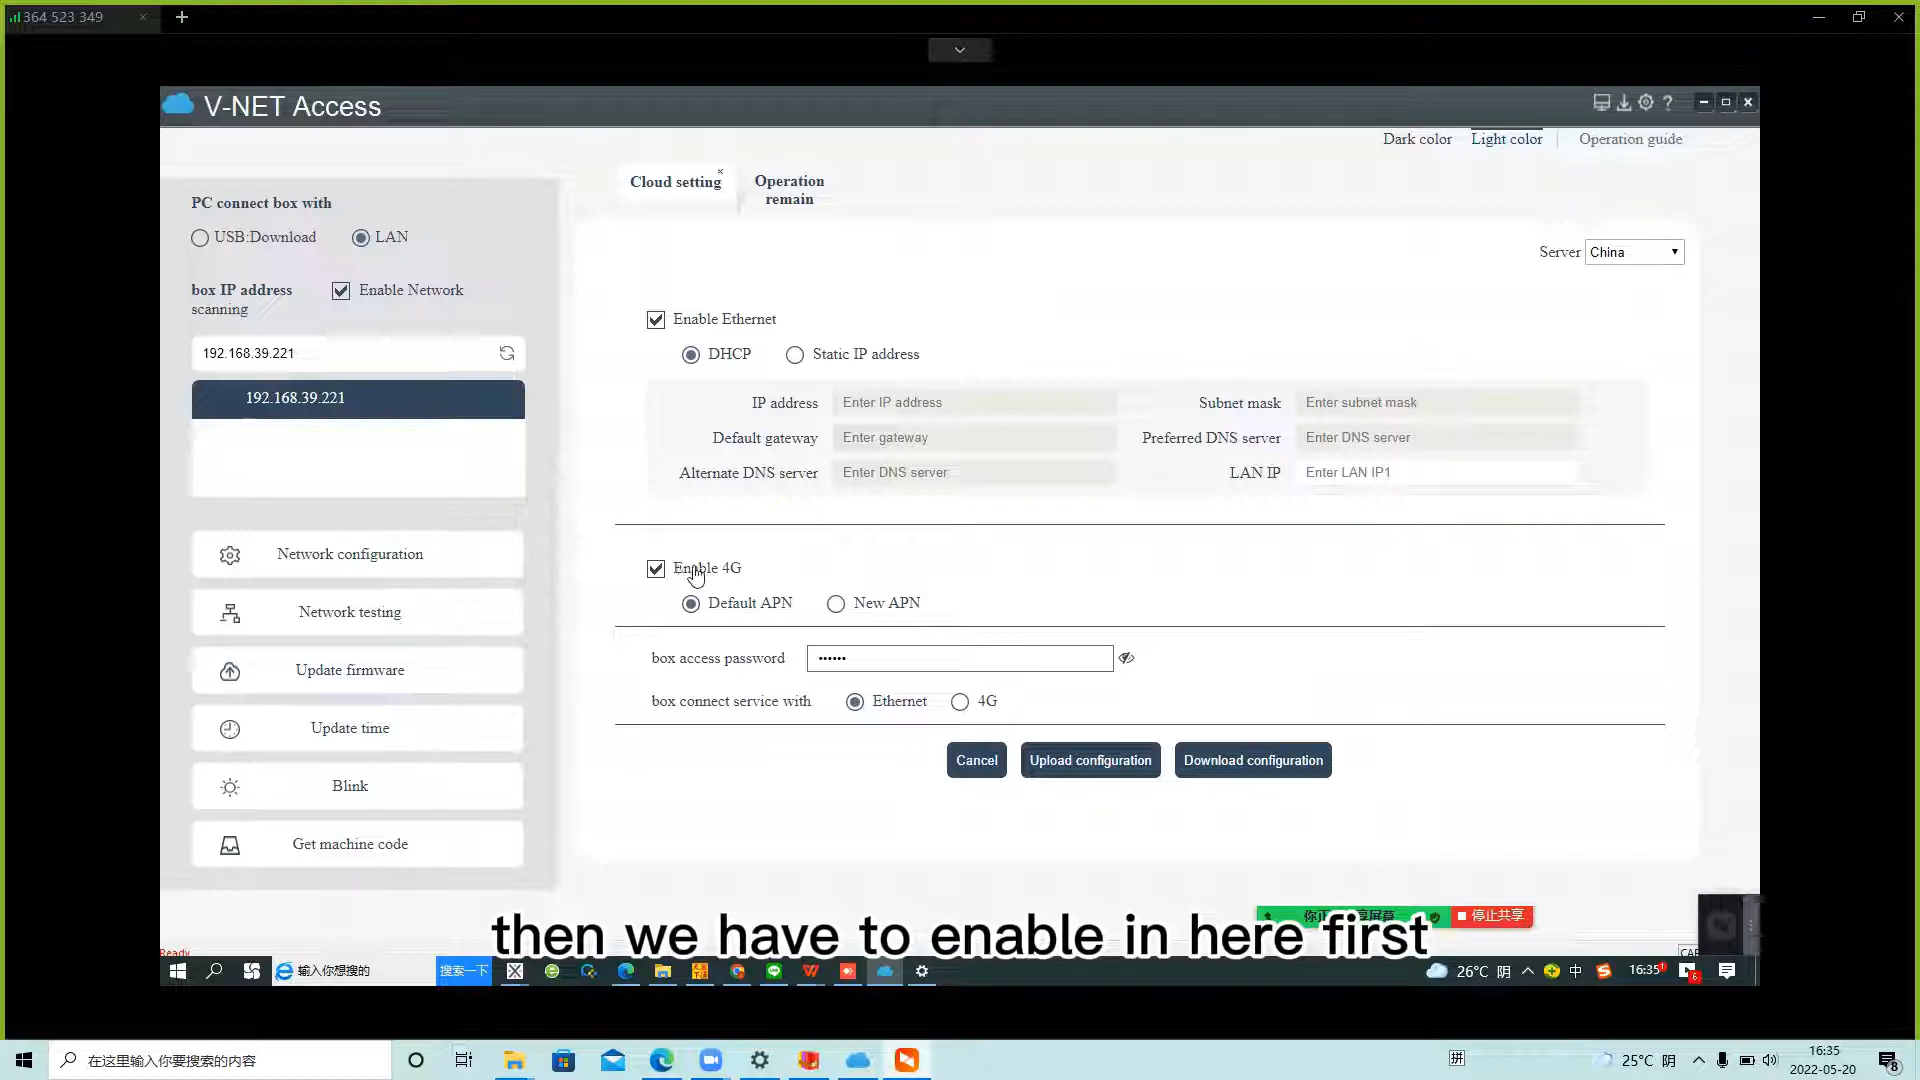 364 523 349
V-NET Access
Dark color
Light color
Operation guide
Cloud setting
Operation
remain
PC connect box with
USB:Download
LAN
box IP address
scanning
Enable Network
192.168.39.221
192.168.39.221
Server
China
Enable Ethernet
DHCP
Static IP address
IP address
Enter IP address
Subnet mask
Enter subnet mask
Default gateway
Enter gateway
Preferred DNS server
Enter DNS server
Alternate DNS server
Enter DNS server
LAN IP
Enter LAN IP1
Network configuration
Network testing
Update firmware
Update time
Blink
Get machine code
Enable 4G
Default APN
New APN
box access password
box connect service with
Ethernet
4G
Cancel
Upload configuration
Download configuration
停止共享
then we have to enable in here first
Ready
输入你想搜的
搜索一下
26°C 阴
中
16:35
在这里输入你要搜索的内容
拼
25°C 阴
16:35
2022-05-20
8